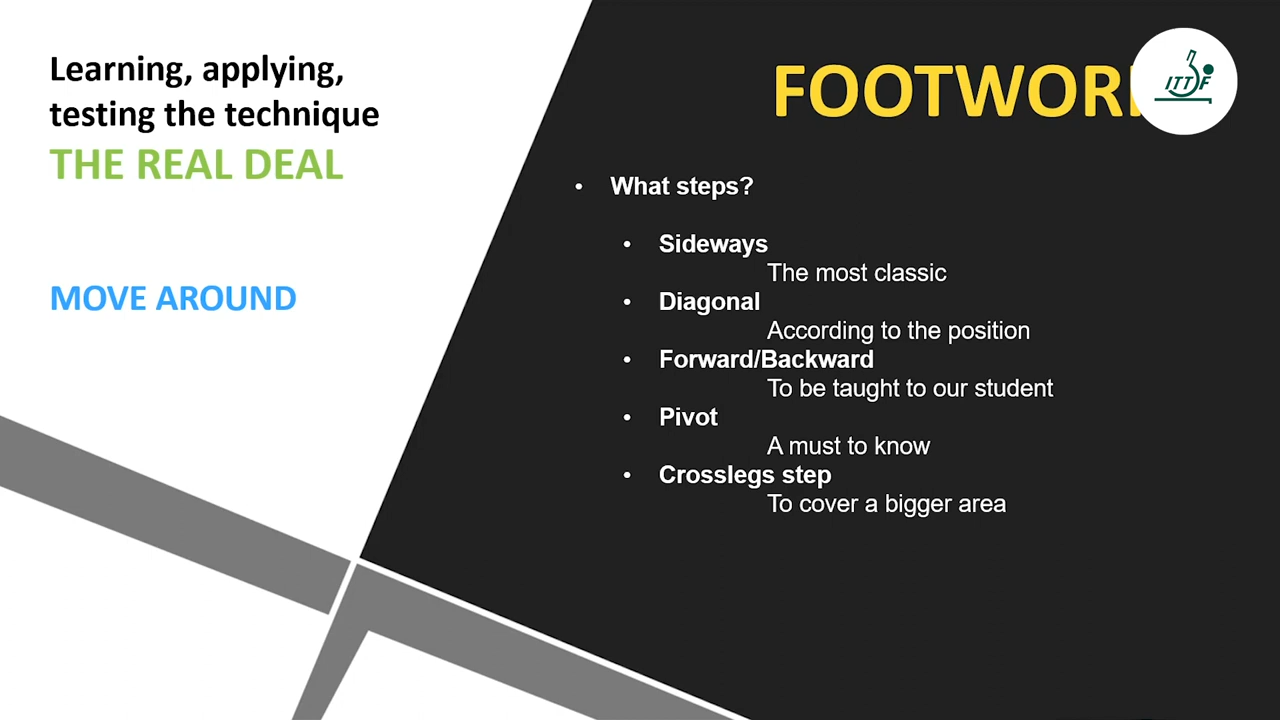 Learning, applying,
testing the technique
THE REAL DEAL
MOVE AROUND
FOOTWOR
ITTF
• What steps?
• Sideways
The most classic
• Diagonal
According to the position
• Forward/Backward
To be taught to our student
• Pivot
A must to know
• Crosslegs step
To cover a bigger area